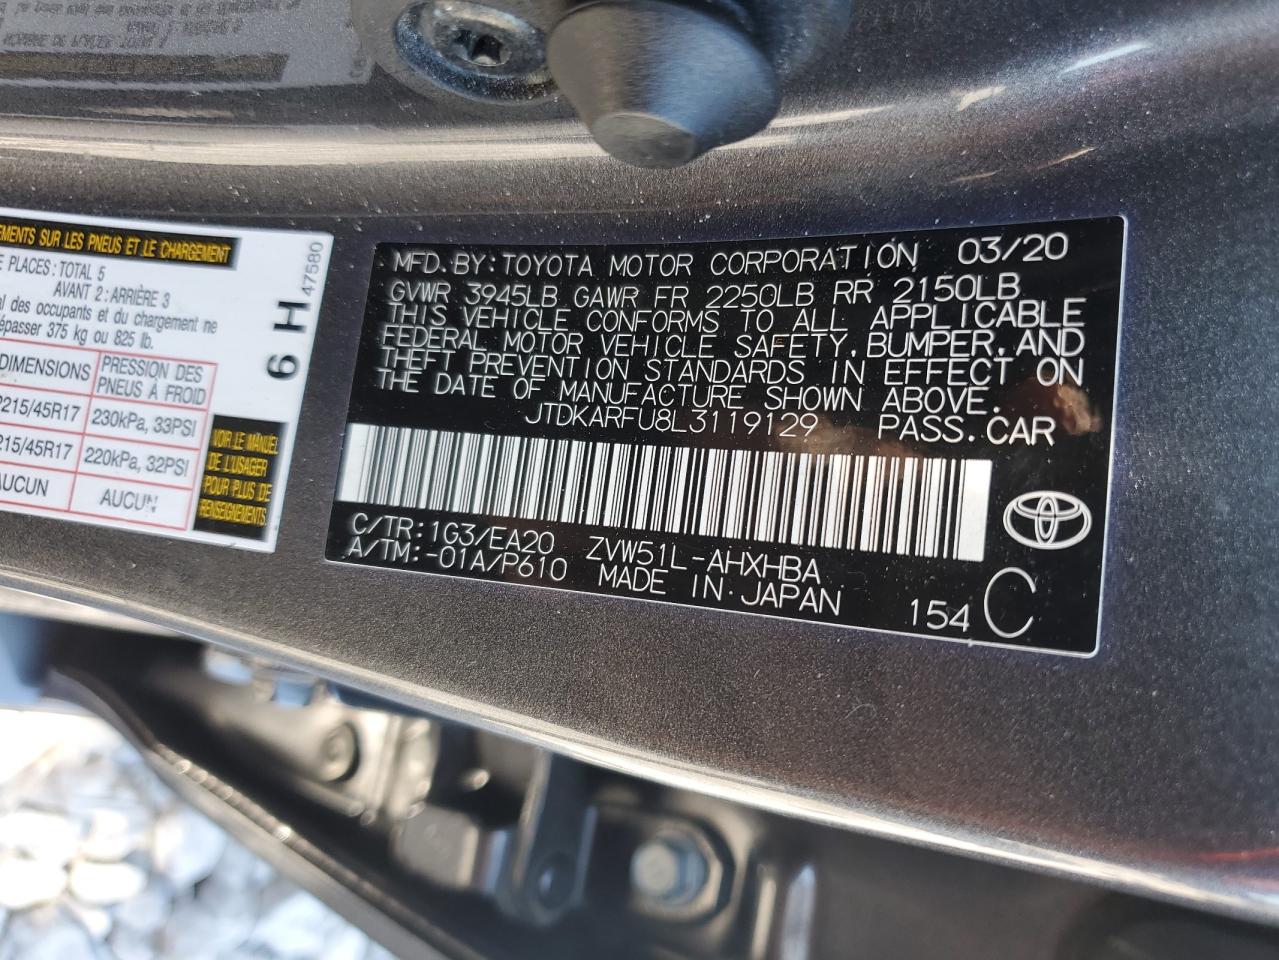 EMENTS SUR LES PNEUS ET LE CHARGEMENT
PLACES : TOTAL 5
AVANT 2 : ARRIÈRE 3
des occupants et du chargement ne
dépasser 375 kg ou 825 lb.
DIMENSIONS
PRESSION DES
PNEUS À FROID
P215/45R17
230kPa, 33PSI
215/45R17
220kPa, 32PSI
AUCUN
AUCUN
VOIR LE MANUEL
DE L'USAGER
POUR PLUS DE
RENSEIGNEMENTS
6 H
47580
MFD.BY:TOYOTA MOTOR CORPORATION 03/20
GVWR 3945LB GAWR FR 2250LB RR 2150LB
THIS VEHICLE CONFORMS TO ALL APPLICABLE
FEDERAL MOTOR VEHICLE SAFETY,BUMPER,AND
THEFT PREVENTION STANDARDS IN EFFECT ON
THE DATE OF MANUFACTURE SHOWN ABOVE.
JTDKARFU8L3119129 PASS.CAR
C/TR:1G3/EA20 ZVW51L-AHXHBA
A/TM:-01A/P610 MADE IN JAPAN
154 C